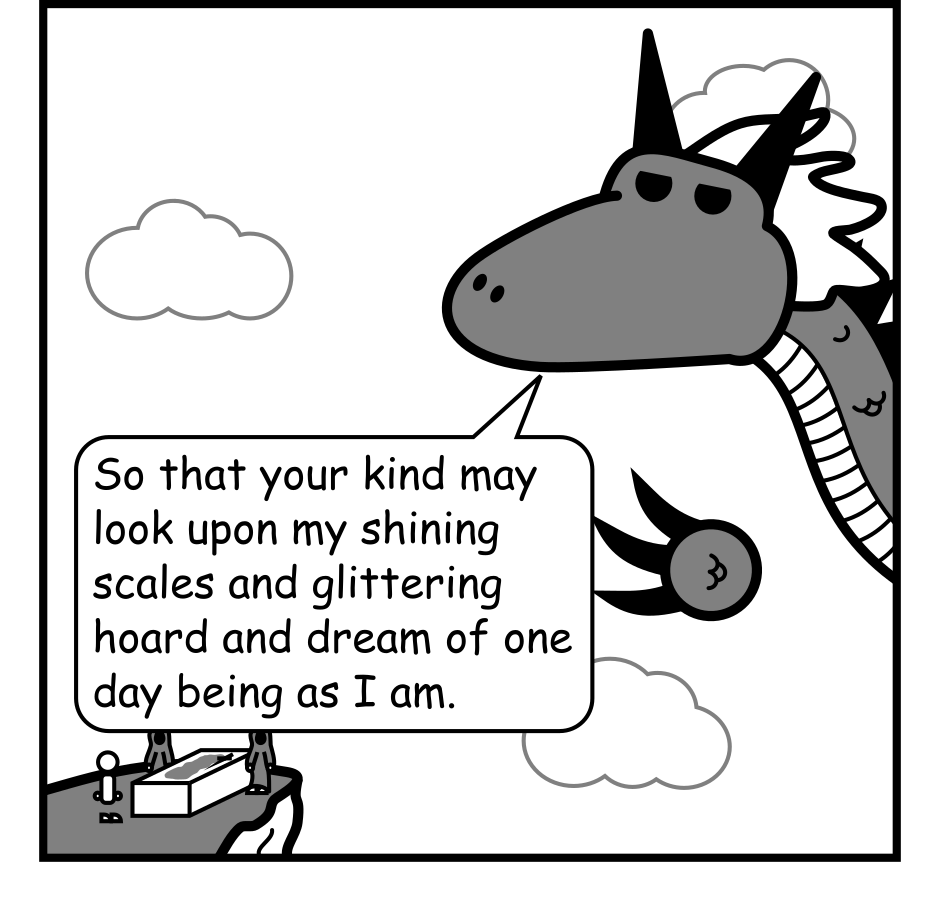 So that your kind may
look upon my shining
scales and glittering
hoard and dream of one
day being as I am.